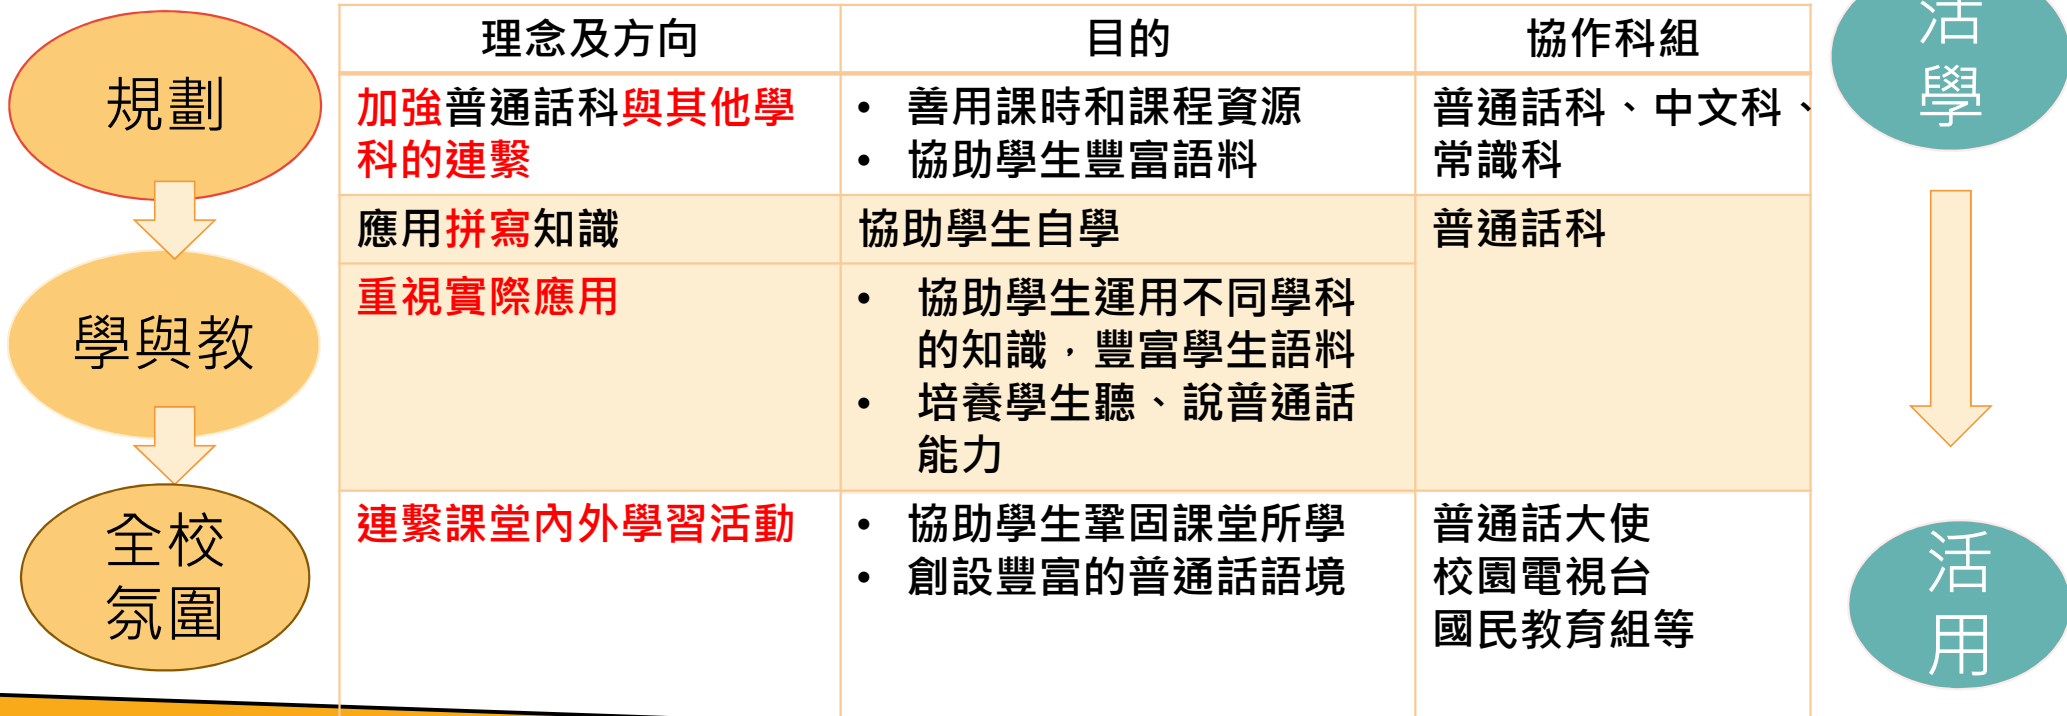 規劃
學與教
全校
氛圍
理念及方向
目的
協作科組
加強普通話科與其他學
科的連繫
• 善用課時和課程資源
• 協助學生豐富語料
普通話科、中文科、
常識科
應用拼寫知識
協助學生自學
普通話科
重視實際應用
• 協助學生運用不同學科
的知識，豐富學生語料
• 培養學生聽、說普通話
能力
連繫課堂內外學習活動
• 協助學生鞏固課堂所學
• 創設豐富的普通話語境
普通話大使
校園電視台
國民教育組等
活
學
活
用